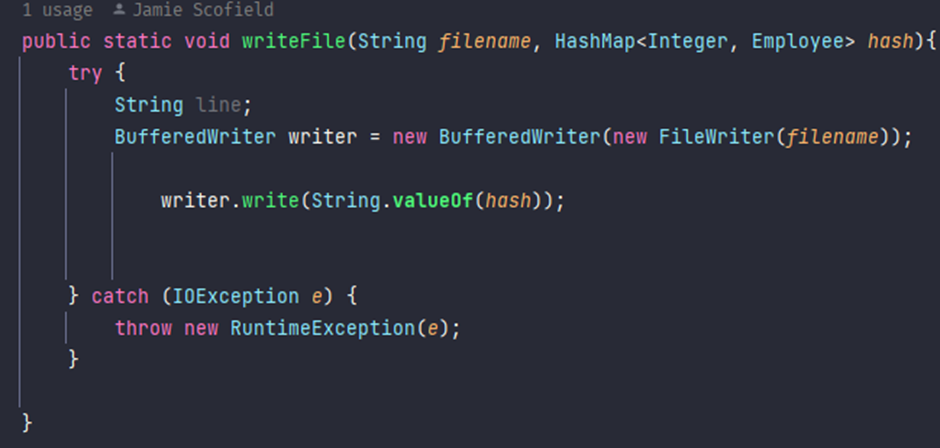 1 usage Jamie Scofield
public static void writeFile(String filename, HashMap<Integer, Employee> hash){
try {
String line;
BufferedWriter writer = new BufferedWriter(new FileWriter(filename));
writer.write(String.valueOf(hash));
} catch (IOException e) {
throw new RuntimeException(e);
}
}